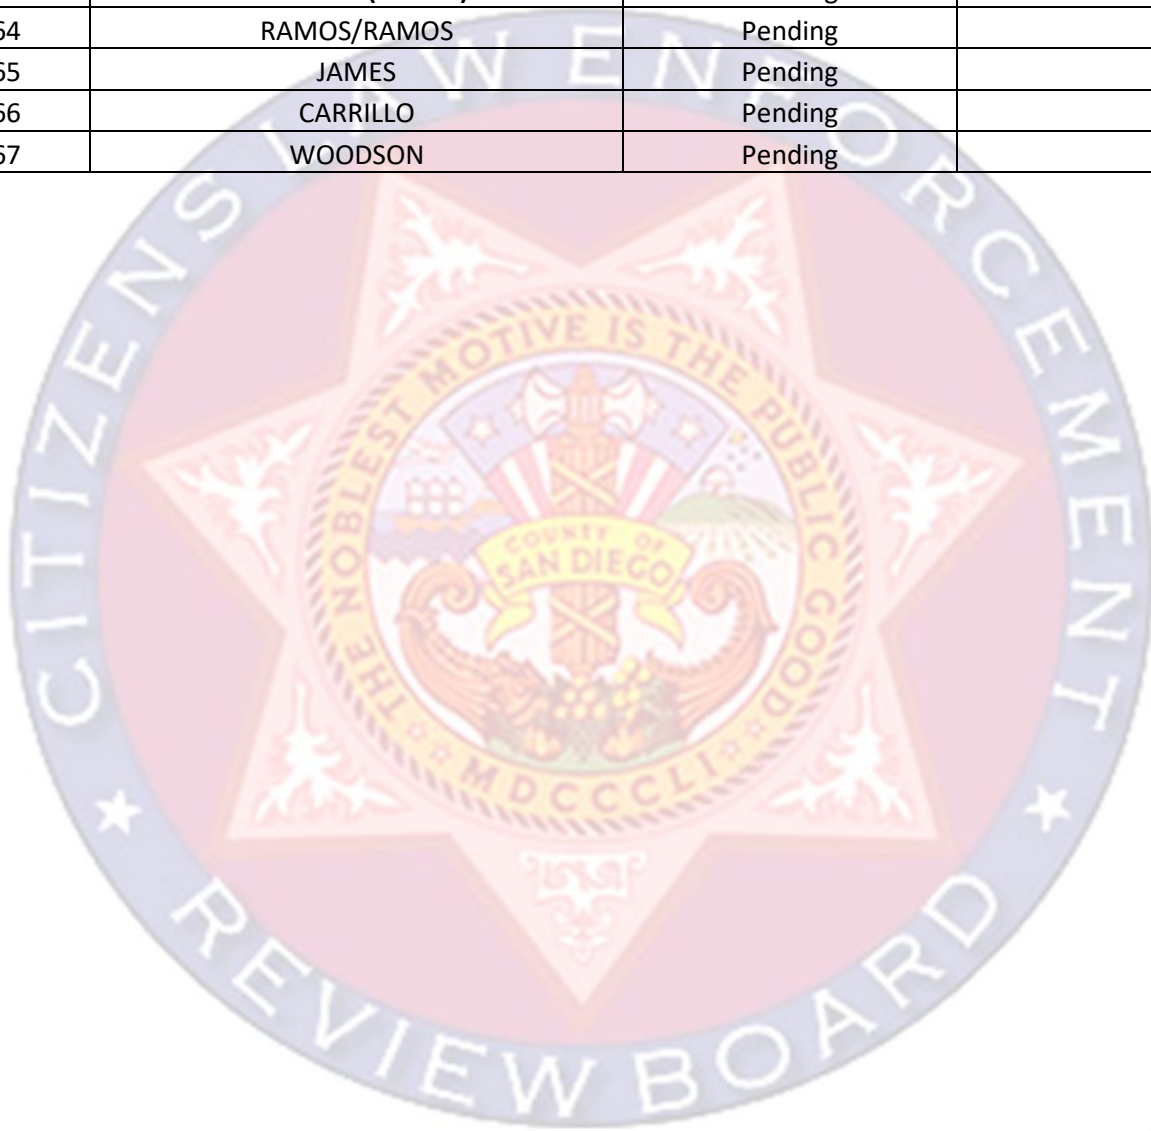 64 RAMOS/RAMOS Pending
65 JAMES Pending
66 CARRILLO Pending
67 WOODSON Pending
CITIZENS LAW ENFORCEMENT
THE NOBLEST MOTIVE IS THE PUBLIC GOOD
COUNTY OF
SAN DIEGO
MDCCCLI
REVIEW BOARD